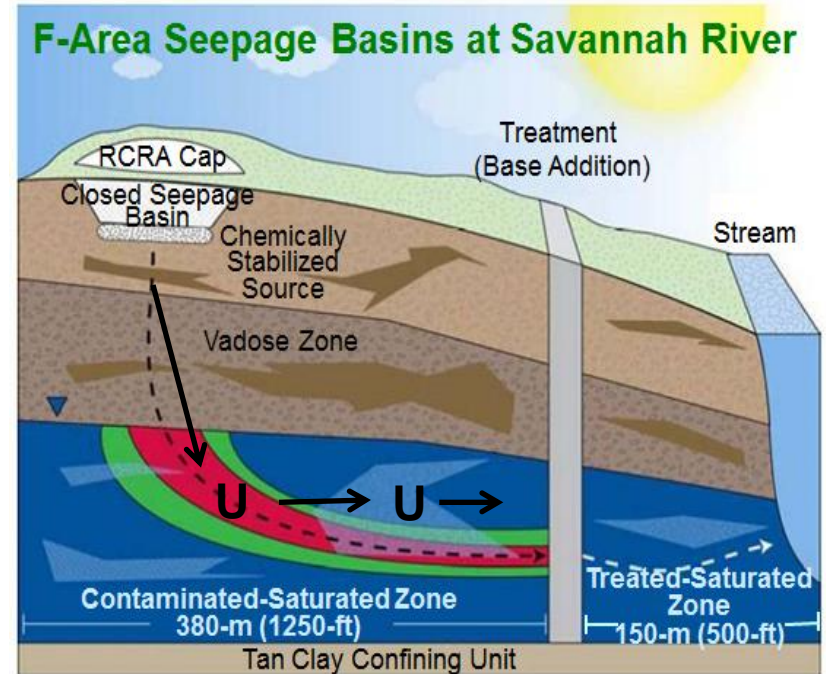 F-Area Seepage Basins at Savannah River
Treatment
(Base Addition)
RCRA Cap
Closed Seepage
Basin
Chemically
Stabilized
Source
Stream
Vadose Zone
U
U
Contaminated-Saturated Zone
380-m (1250-ft)
Treated-Saturated
Zone
150-m (500-ft)
Tan Clay Confining Unit